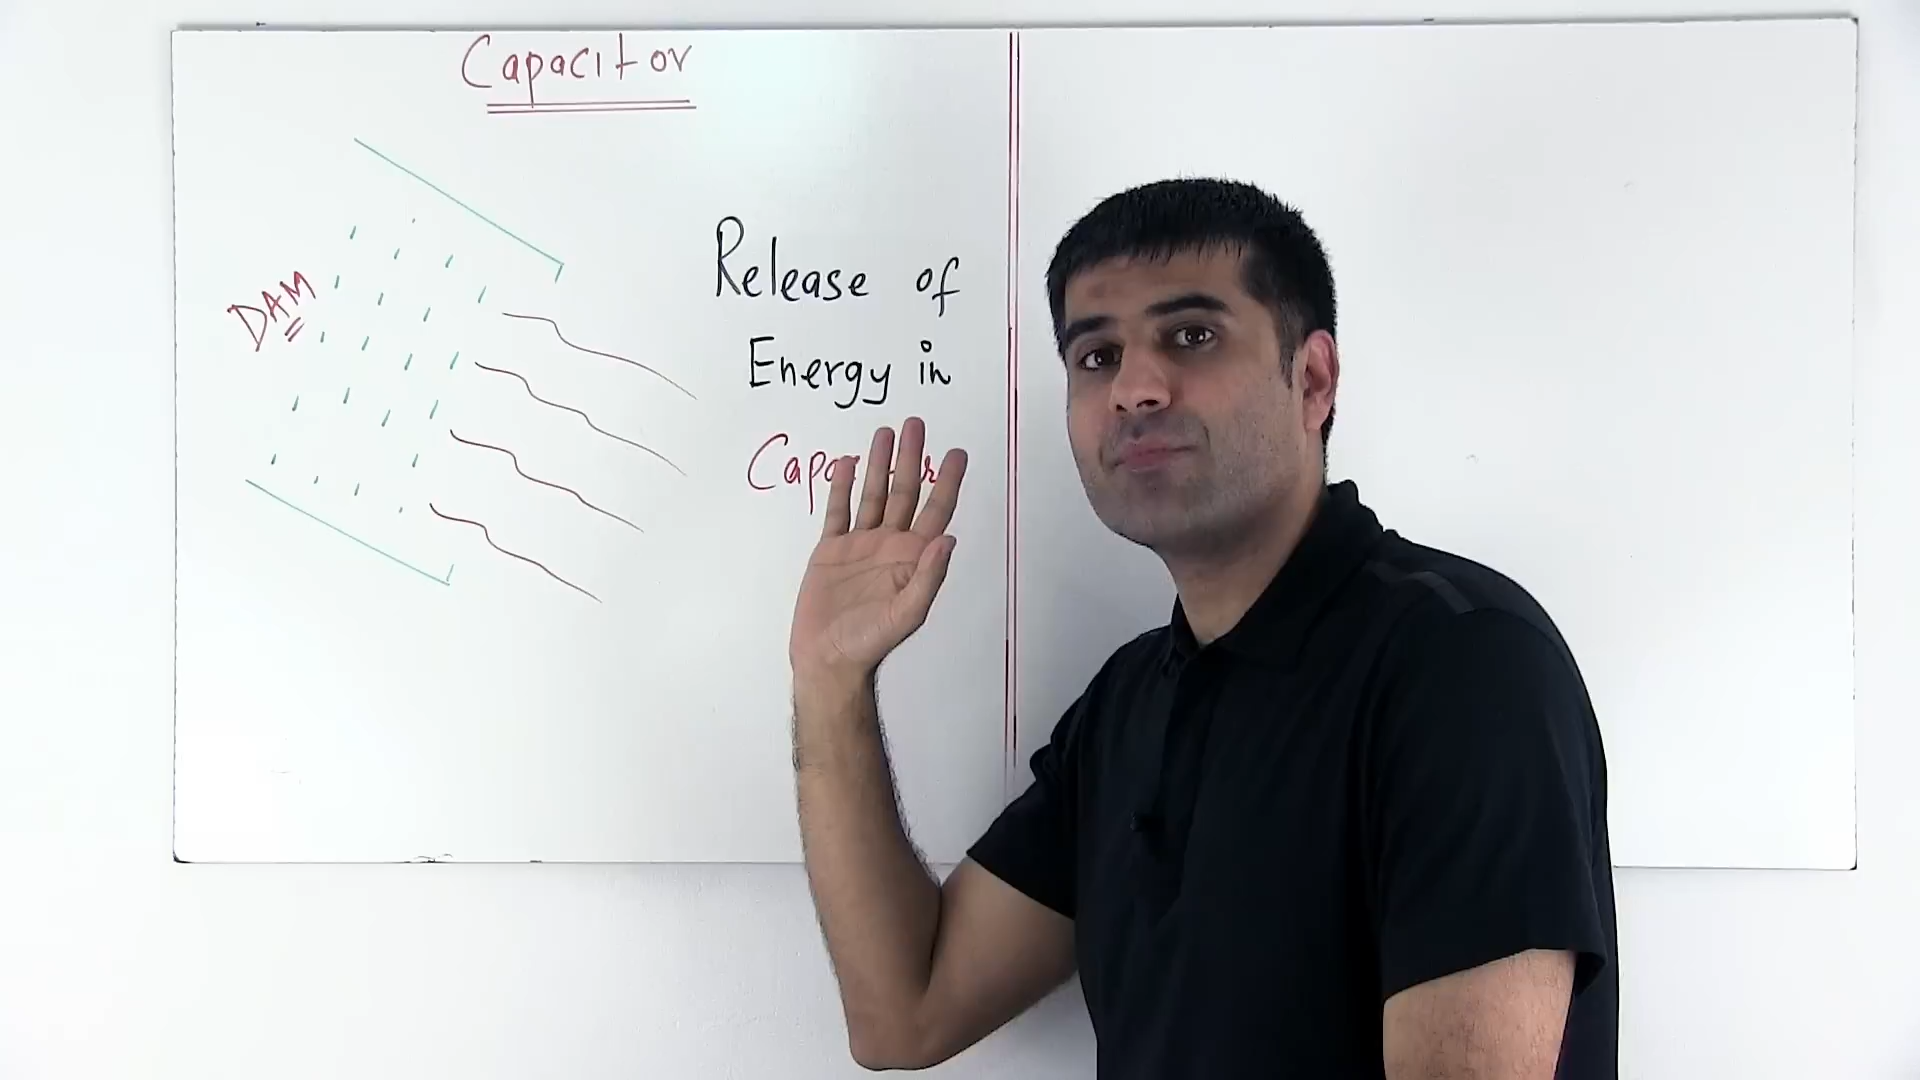 Capacitor
DAM
Release of
Energy in